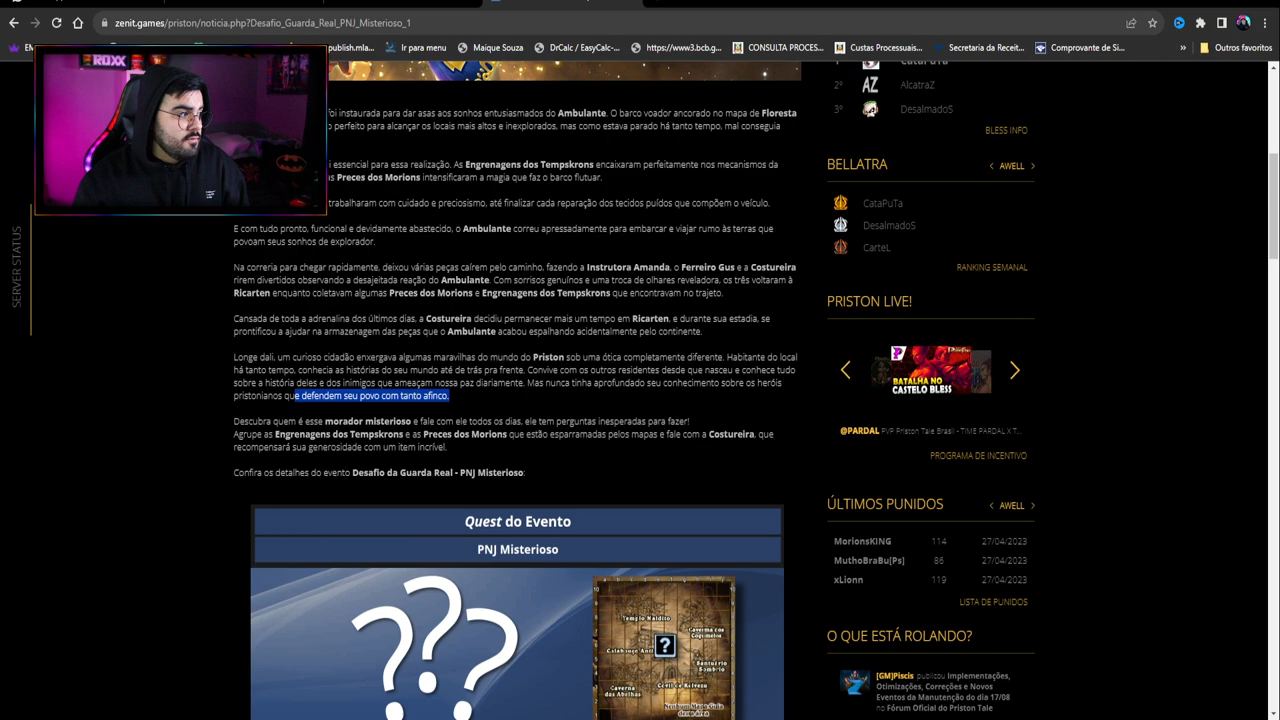 zenit.games/priston/noticia.php?Desafio_Guarda_Real_PNJ_Misterioso_1
EM
publish.mla...
Ir para menu
Maique Souza
DrCalc / EasyCalc-...
https://www3.bcb.g...
CONSULTA PROCES...
Custas Processuais...
Secretaria da Receit...
Comprovante de Si...
»
Outros favoritos
ROXX
SERVER STATUS
foi instaurada para dar asas aos sonhos entusiasmados do Ambulante. O barco voador ancorado no mapa de Floresta
o perfeito para alcançar os locais mais altos e inexplorados, mas como estava parado há tanto tempo, mal conseguia
i essencial para essa realização. As Engrenagens dos Tempskrons encaixaram perfeitamente nos mecanismos da
s Preces dos Morions intensificaram a magia que faz o barco flutuar.
trabalharam com cuidado e preciosismo, até finalizar cada reparação dos tecidos puídos que compõem o veículo.
E com tudo pronto, funcional e devidamente abastecido, o Ambulante correu apressadamente para embarcar e viajar rumo às terras que
povoam seus sonhos de explorador.
Na correria para chegar rapidamente, deixou várias peças caírem pelo caminho, fazendo a Instrutora Amanda, o Ferreiro Gus e a Costureira
rirem divertidos observando a desajeitada reação do Ambulante. Com sorrisos genuínos e uma troca de olhares reveladora, os três voltaram à
Ricarten enquanto coletavam algumas Preces dos Morions e Engrenagens dos Tempskrons que encontravam no trajeto.
Cansada de toda a adrenalina dos últimos dias, a Costureira decidiu permanecer mais um tempo em Ricarten, e durante sua estadia, se
prontificou a ajudar na armazenagem das peças que o Ambulante acabou espalhando acidentalmente pelo continente.
Longe dali, um curioso cidadão enxergava algumas maravilhas do mundo do Priston sob uma ótica completamente diferente. Habitante do local
há tanto tempo, conhecia as histórias do seu mundo até de trás pra frente. Convive com os outros residentes desde que nasceu e conhece tudo
sobre a história deles e dos inimigos que ameaçam nossa paz diariamente. Mas nunca tinha aprofundado seu conhecimento sobre os heróis
pristonianos que defendem seu povo com tanto afinco.
Descubra quem é esse morador misterioso e fale com ele todos os dias, ele tem perguntas inesperadas para fazer!
Agrupe as Engrenagens dos Tempskrons e as Preces dos Morions que estão esparramadas pelos mapas e fale com a Costureira, que
recompensará sua generosidade com um item incrível.
Confira os detalhes do evento Desafio da Guarda Real - PNJ Misterioso:
Quest do Evento
PNJ Misterioso
???
Templo Maldito
Caverna dos
Cogumelos
?
Santuário
Sombrio
Caverna
das Abelhas
1º CataPuTa
2º AZ AlcatraZ
3º DesalmadoS
BLESS INFO
BELLATRA
< AWELL >
CataPuTa
DesalmadoS
CarteL
RANKING SEMANAL
PRISTON LIVE!
BATALHA NO
CASTELO BLESS
@PARDAL PVP Priston Tale Brasil - TIME PARDAL X T...
PROGRAMA DE INCENTIVO
ÚLTIMOS PUNIDOS
< AWELL >
MorionsKING 114 27/04/2023
MuthoBraBu[Ps] 86 27/04/2023
xLionn 119 27/04/2023
LISTA DE PUNIDOS
O QUE ESTÁ ROLANDO?
[GM]Piscis publicou Implementações,
Otimizações, Correções e Novos
Eventos da Manutenção do dia 17/08
no Fórum Oficial do Priston Tale